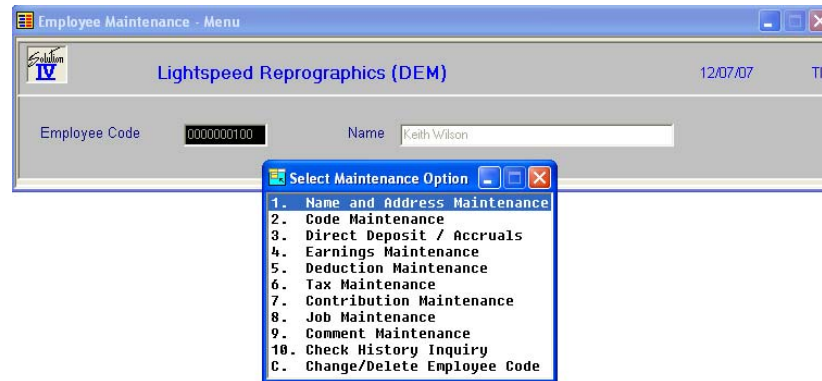 Employee Maintenance - Menu
Solution
IV
Lightspeed Reprographics (DEM)
12/07/07
Employee Code
0000000100
Name
Keith Wilson
Select Maintenance Option
1. Name and Address Maintenance
2. Code Maintenance
3. Direct Deposit / Accruals
4. Earnings Maintenance
5. Deduction Maintenance
6. Tax Maintenance
7. Contribution Maintenance
8. Job Maintenance
9. Comment Maintenance
10. Check History Inquiry
C. Change/Delete Employee Code